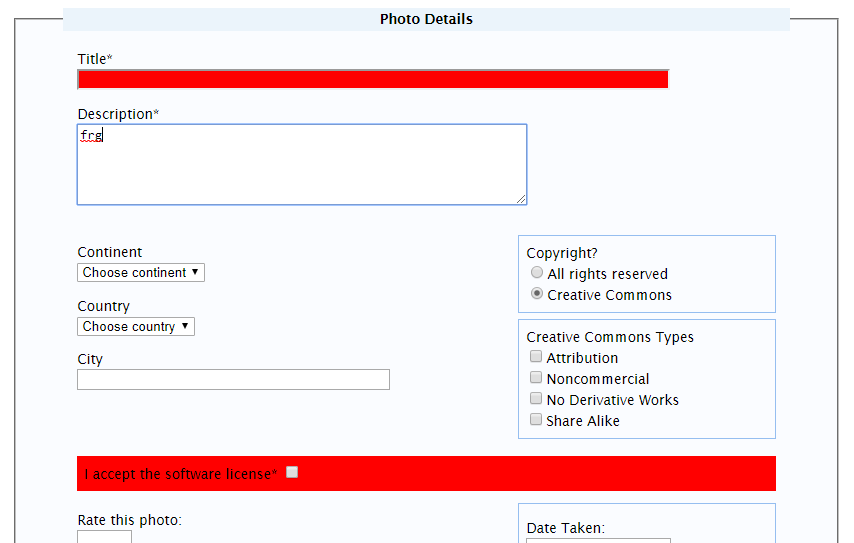 Photo Details
Title*
Description*
frg
Continent
Choose continent
Country
Choose country
City
Copyright?
All rights reserved
Creative Commons
Creative Commons Types
Attribution
Noncommercial
No Derivative Works
Share Alike
I accept the software license*
Rate this photo:
Date Taken: